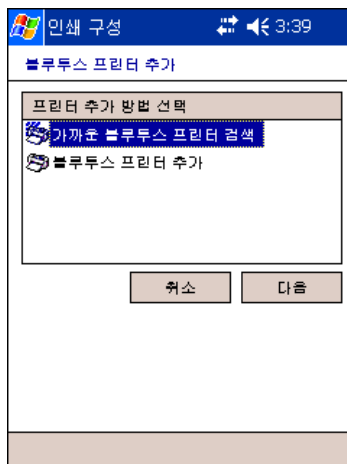 인쇄 구성 3:39
블루투스 프린터 추가
프린터 추가 방법 선택
가까운 블루투스 프린터 검색
블루투스 프린터 추가
취소 다음